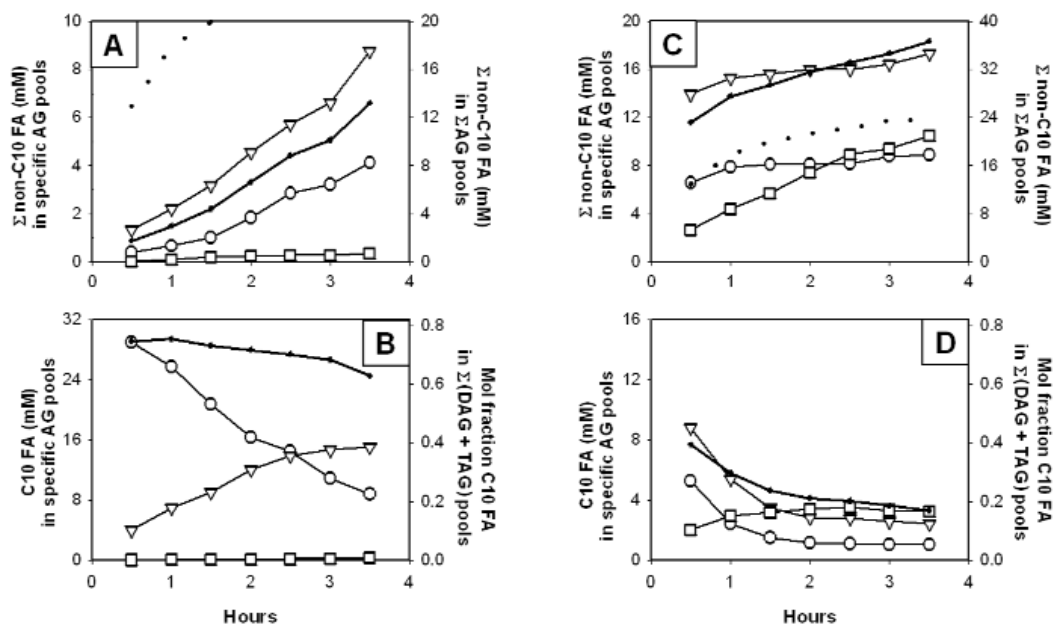 A
Σ non-C10 FA (mM)
in specific AG pools
10
8
6
4
2
0
20
16
12
8
4
0
Σ non-C10 FA (mM)
in ΣAG pools
0 1 2 3 4
C
Σ non-C10 FA (mM)
in specific AG pools
20
16
12
8
4
0
40
32
24
16
8
0
Σ non-C10 FA (mM)
in ΣAG pools
0 1 2 3 4
B
C10 FA (mM)
in specific AG pools
32
24
16
8
0
0.8
0.6
0.4
0.2
0.0
Mol fraction C10 FA
in Σ(DAG + TAG) pools
0 1 2 3 4
Hours
D
C10 FA (mM)
in specific AG pools
16
12
8
4
0
0.8
0.6
0.4
0.2
0.0
Mol fraction C10 FA
in Σ(DAG + TAG) pools
0 1 2 3 4
Hours